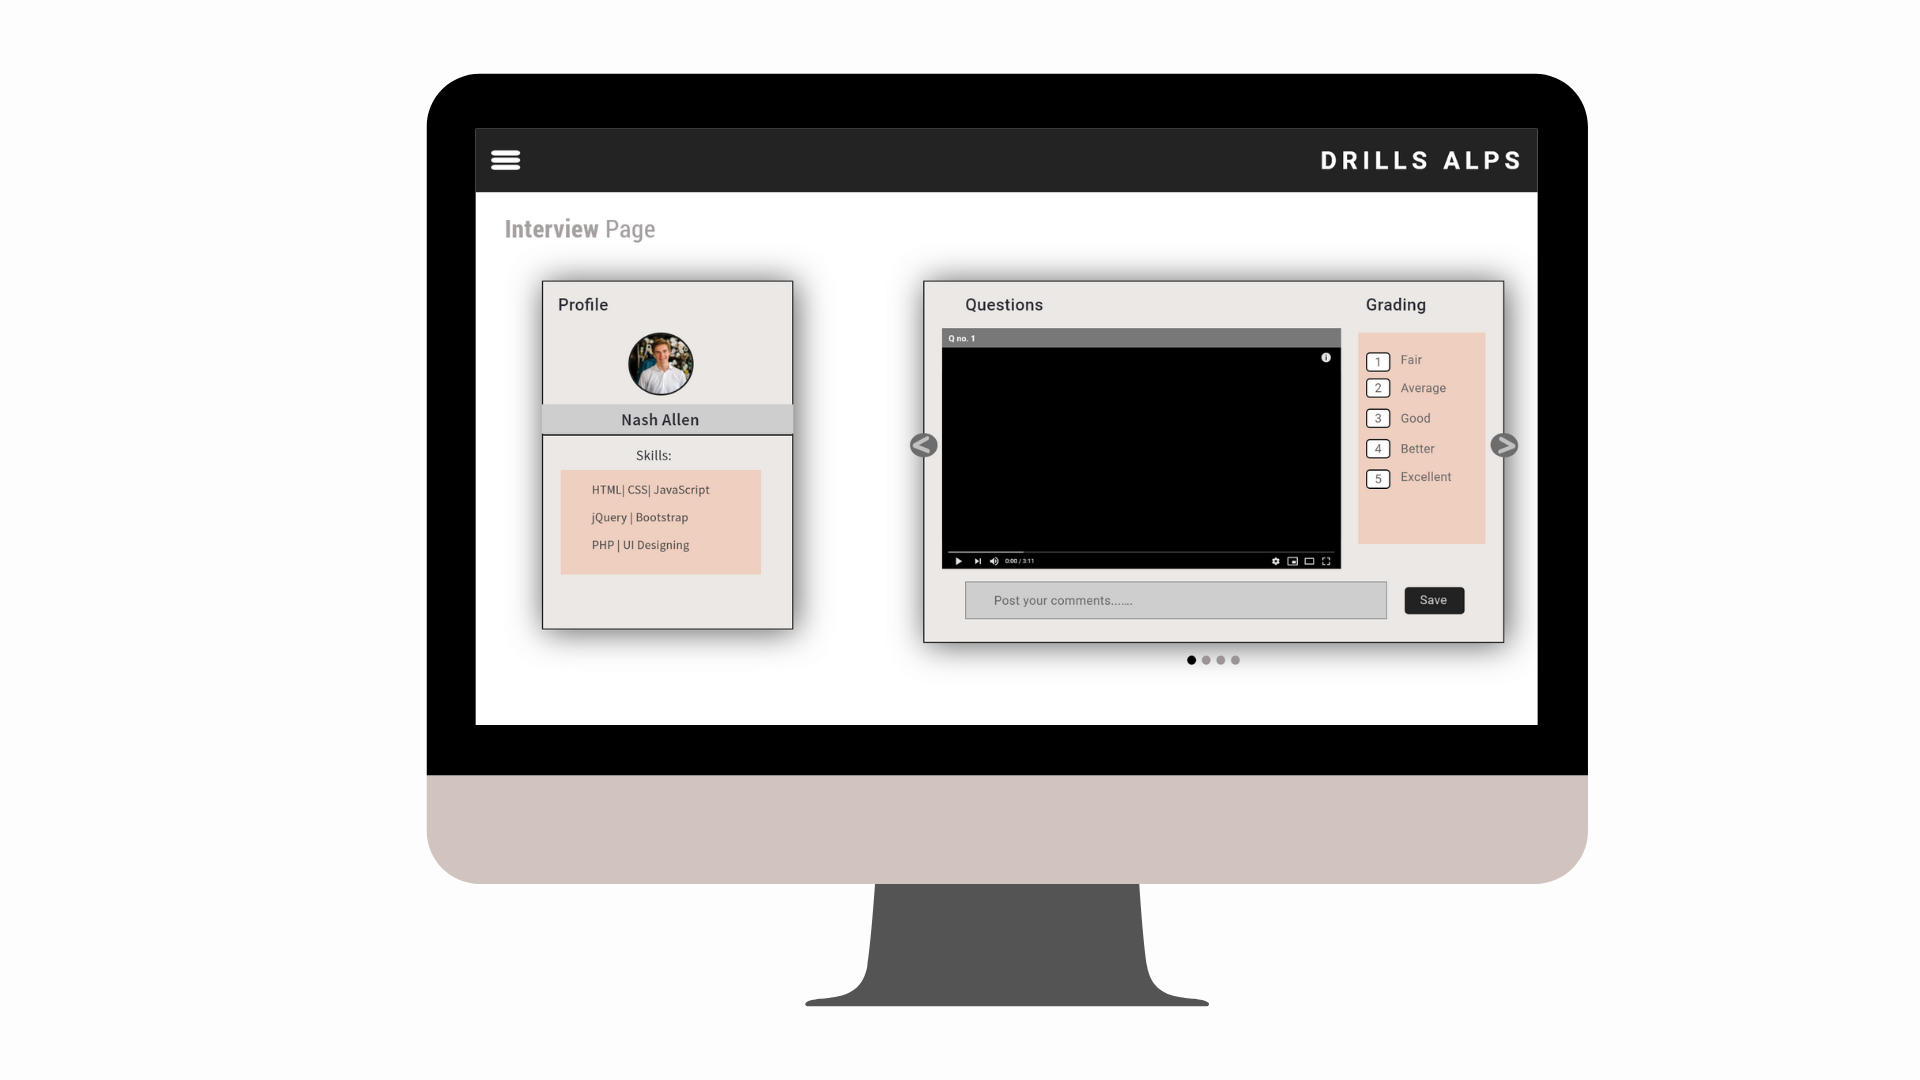 DRILLS ALPS
Interview Page
Profile
Nash Allen
Skills:
HTML| CSS| JavaScript
jQuery | Bootstrap
PHP | UI Designing
Questions
Q no. 1
0:00 / 3:11
Grading
1 Fair
2 Average
3 Good
4 Better
5 Excellent
<
>
Post your comments.......
Save